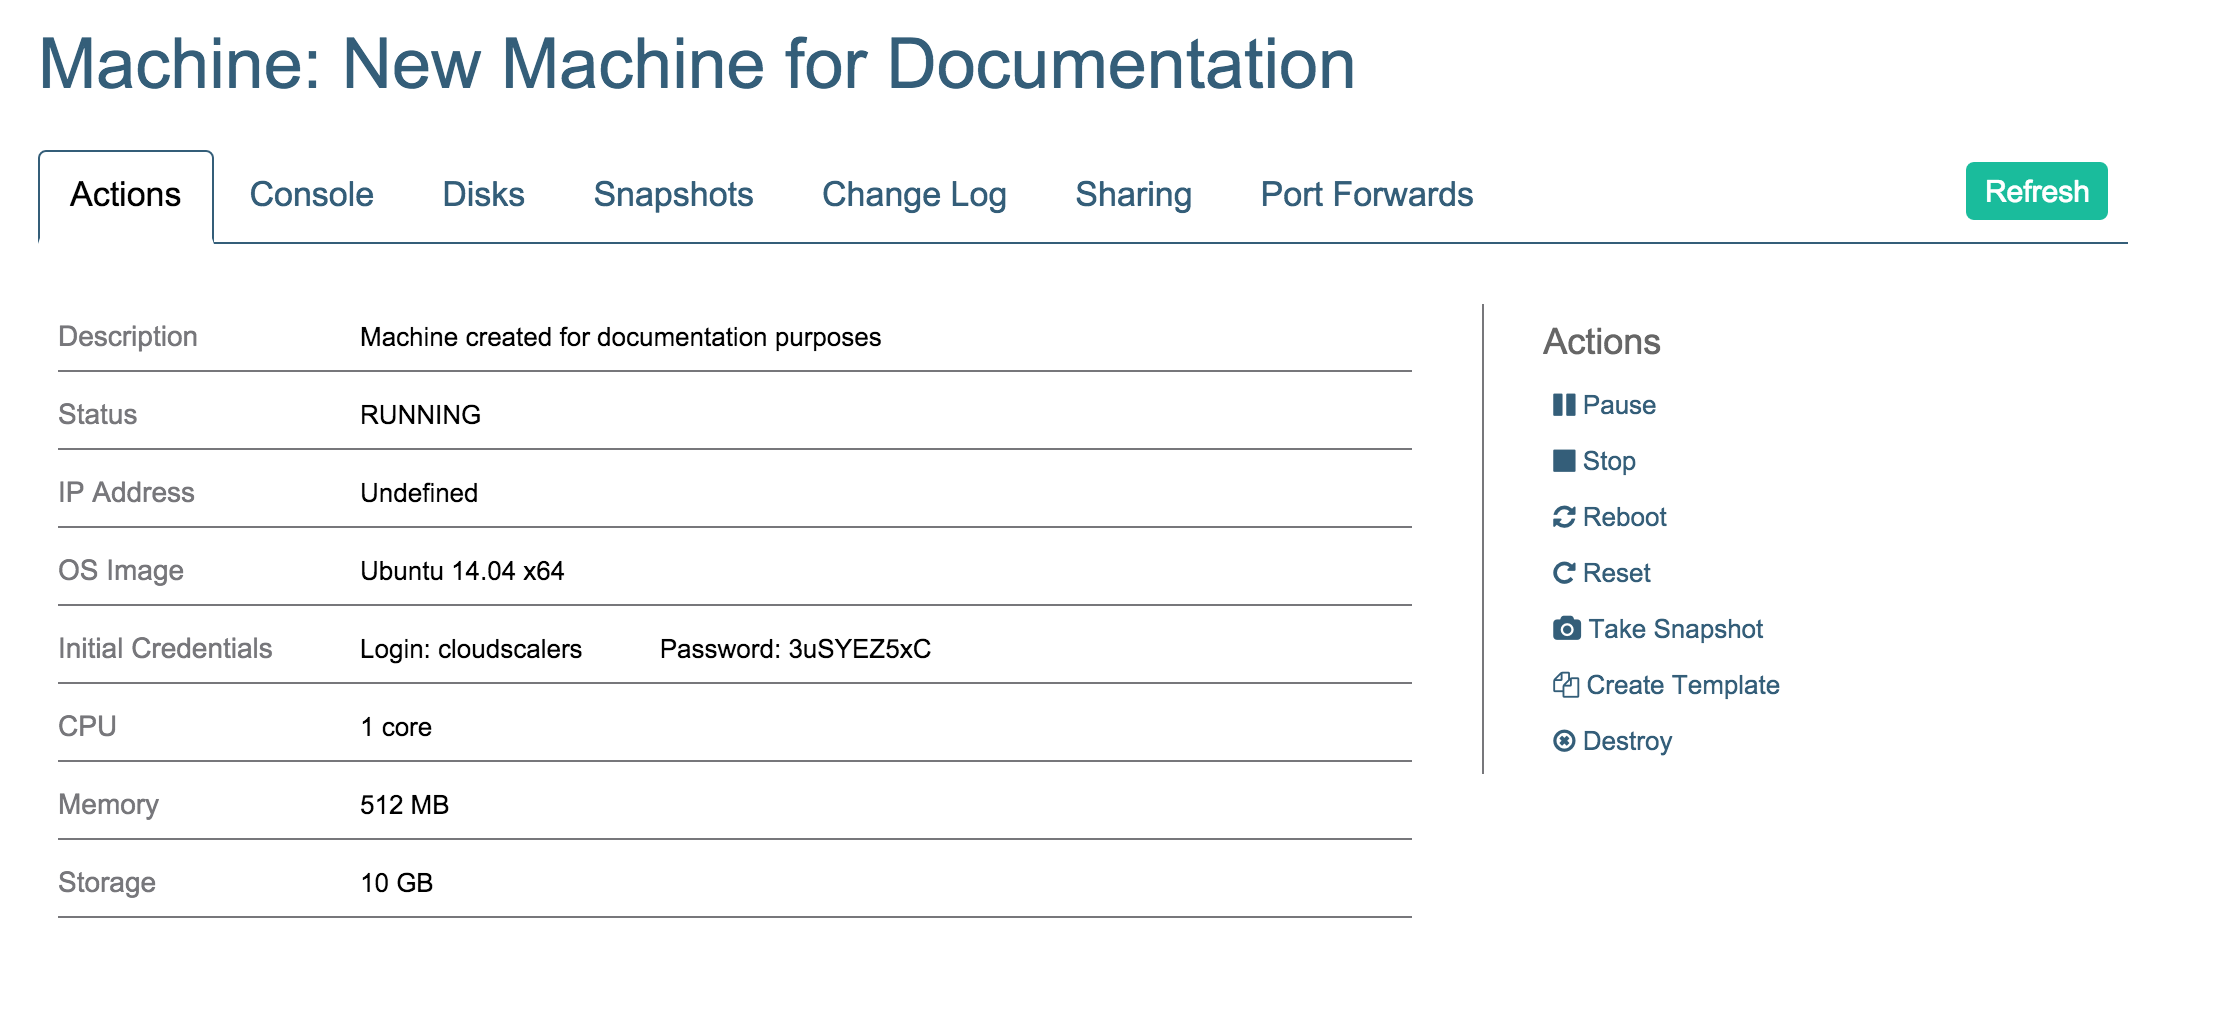 Machine: New Machine for Documentation
Actions Console Disks Snapshots Change Log Sharing Port Forwards Refresh
Description Machine created for documentation purposes
Status RUNNING
IP Address Undefined
OS Image Ubuntu 14.04 x64
Initial Credentials Login: cloudscalers Password: 3uSYEZ5xC
CPU 1 core
Memory 512 MB
Storage 10 GB
Actions
Pause
Stop
Reboot
Reset
Take Snapshot
Create Template
Destroy